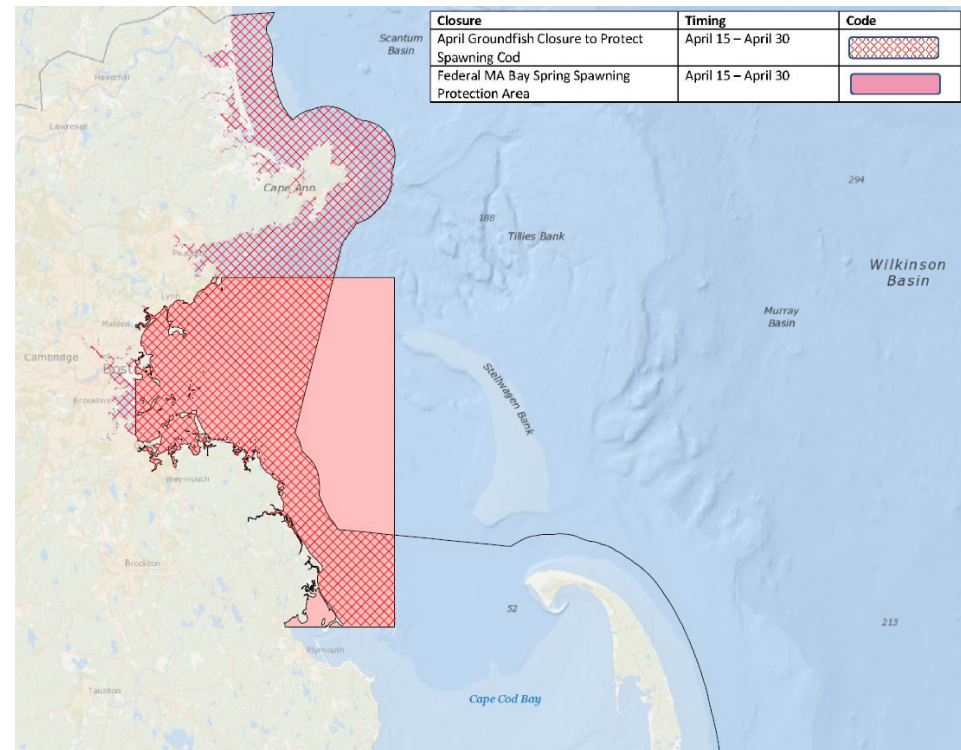 Closure Timing Code
April Groundfish Closure to Protect Spawning Cod April 15 – April 30
Federal MA Bay Spring Spawning Protection Area April 15 – April 30
Scantum
Basin
Haverhill
Lawrence
Cape Ann
294
188
Tillies Bank
Wilkinson
Basin
Lynn
Murray
Basin
Malden
Cambridge
Stellwagen Bank
Brookline
Weymouth
Brockton
52
213
Plymouth
Taunton
Cape Cod Bay